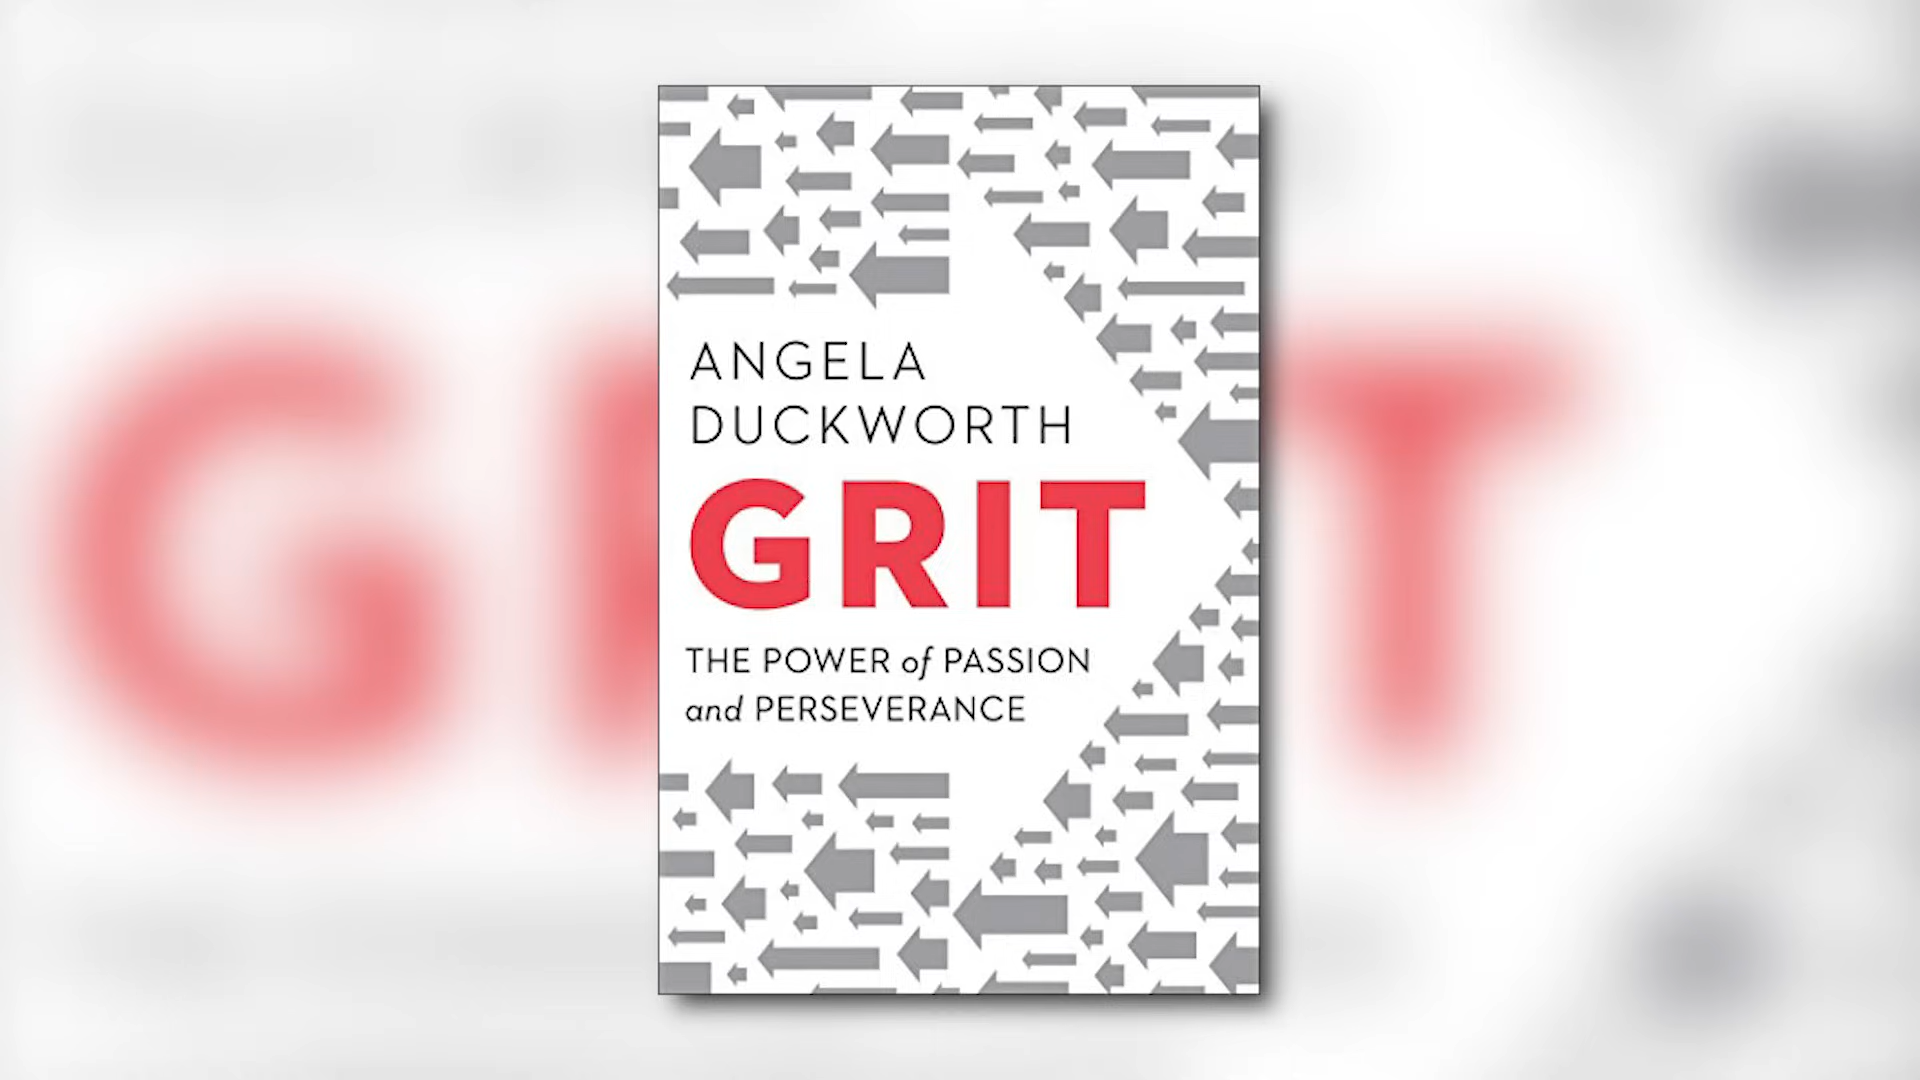 ANGELA
DUCKWORTH
GRIT
THE POWER of PASSION
and PERSEVERANCE